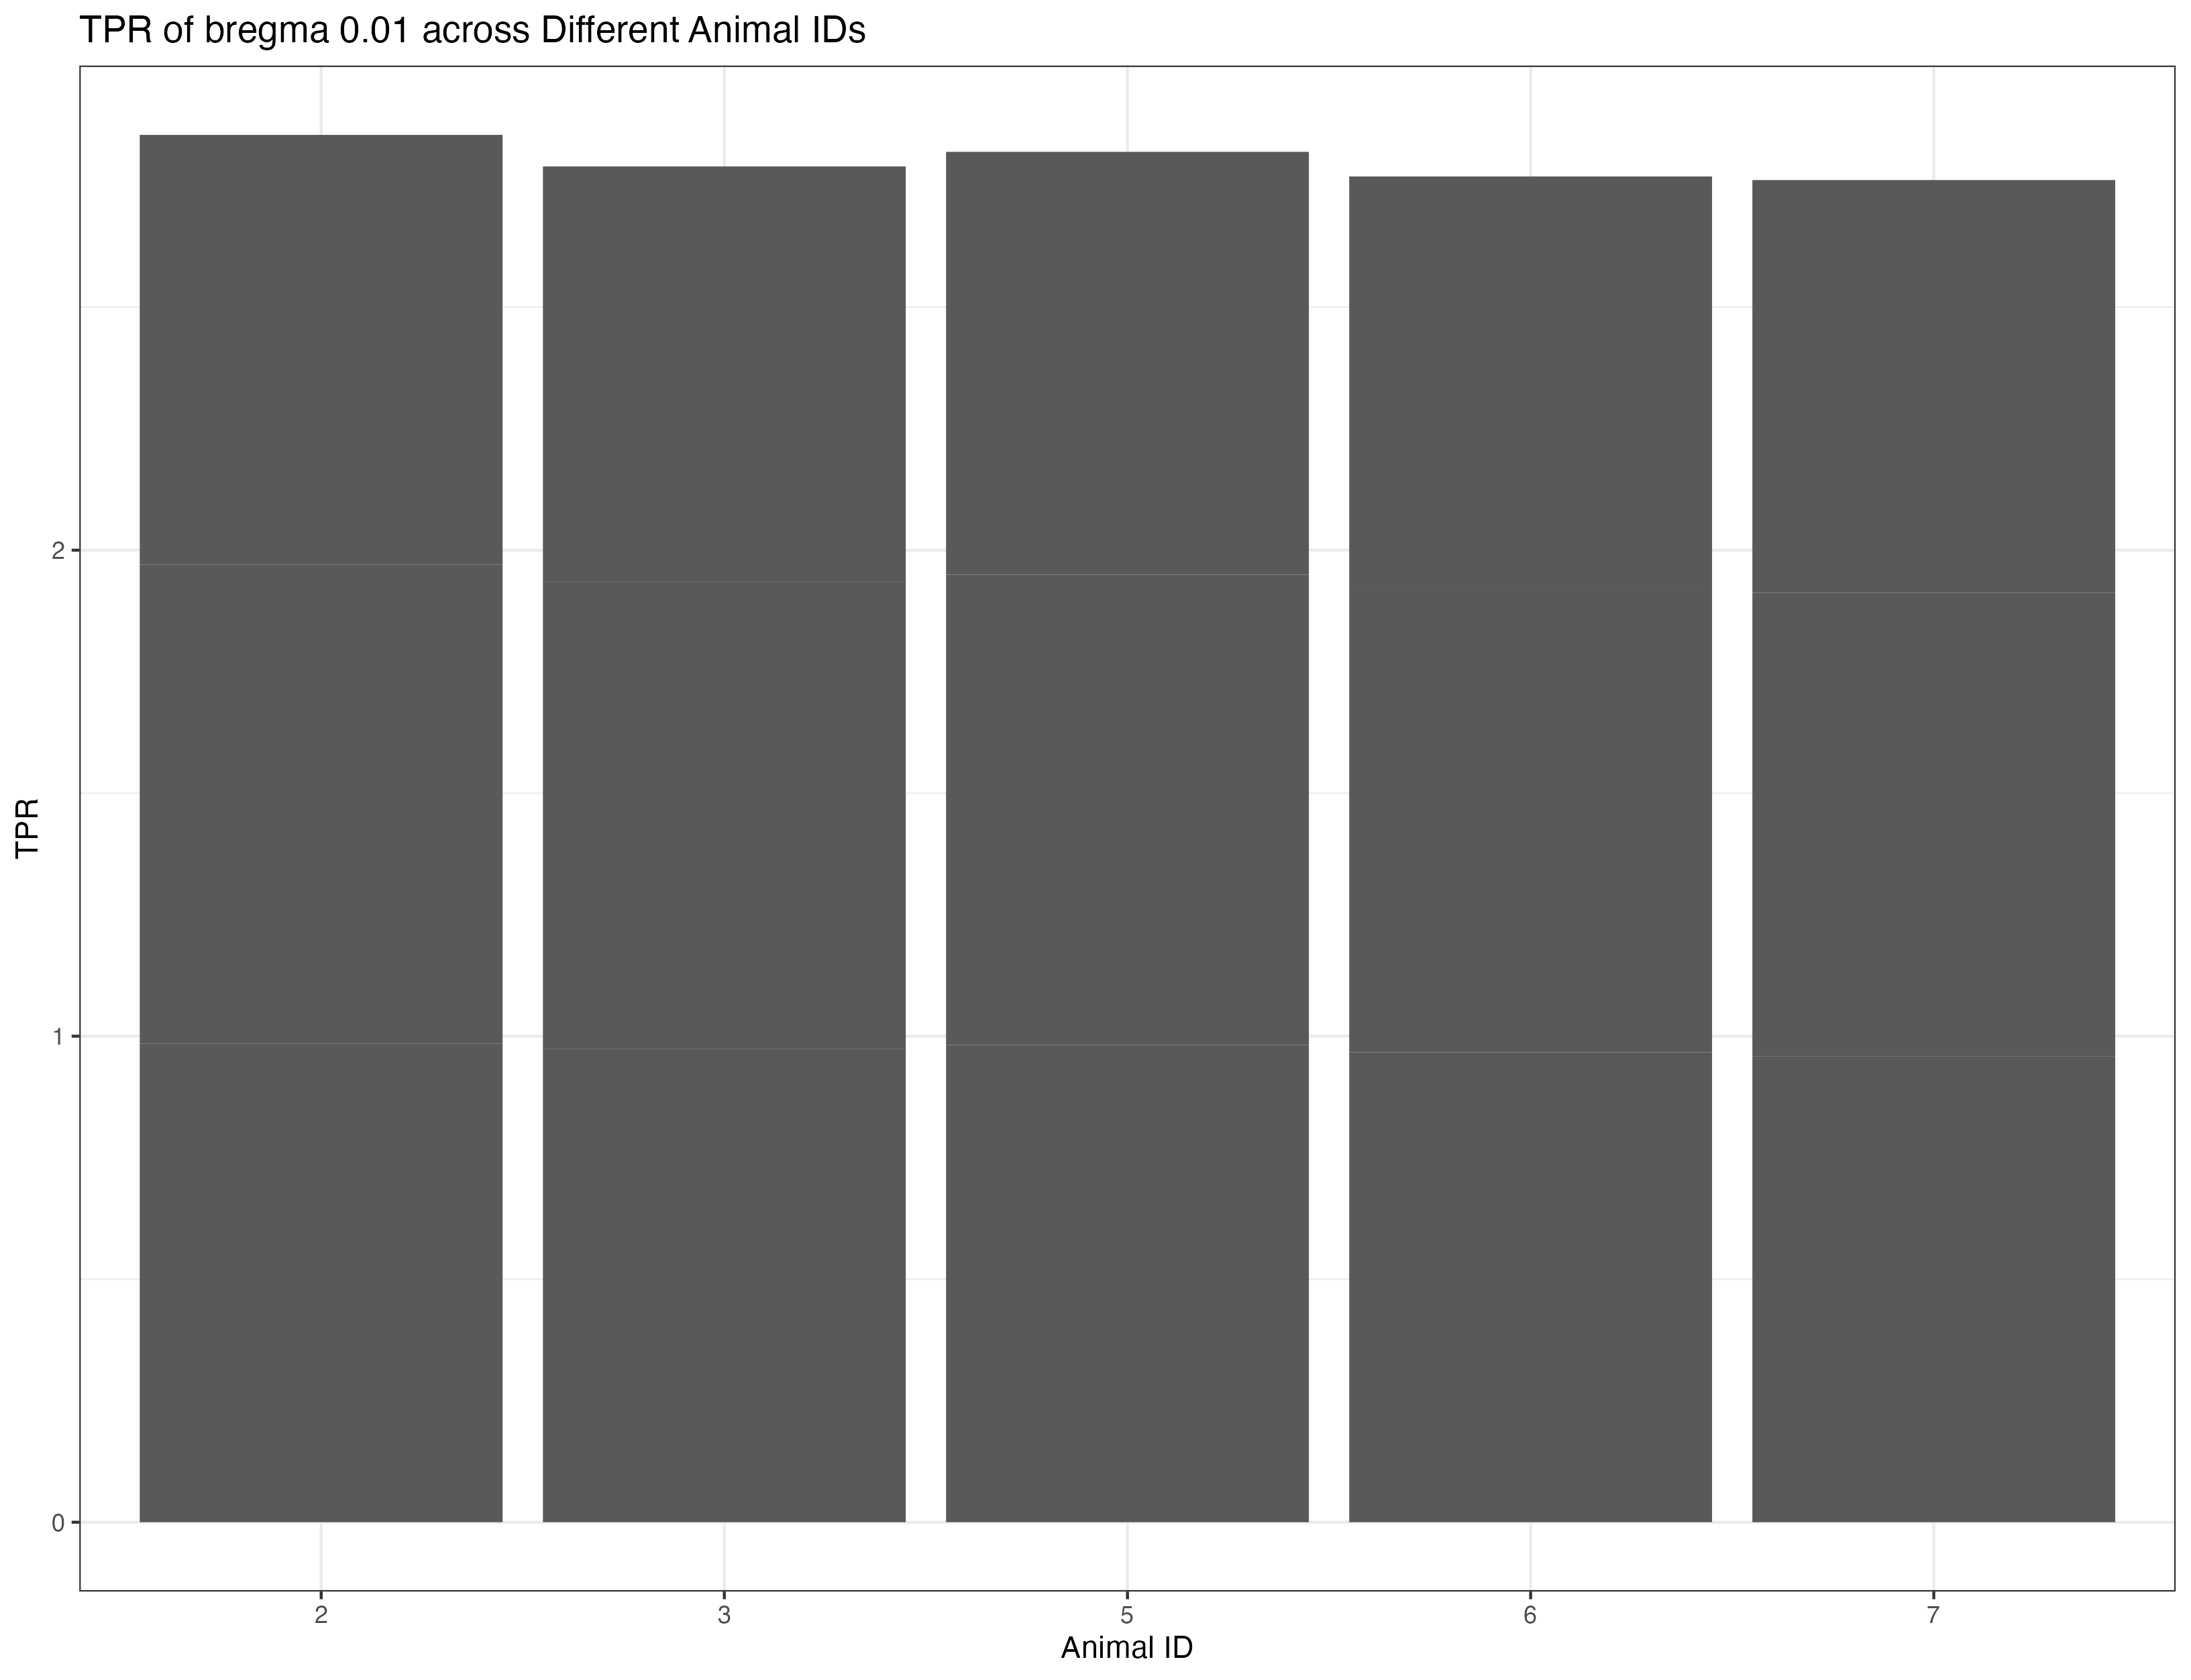 TPR of bregma 0.01 across Different Animal IDs
TPR
2
1
0
2 3 5 6 7
Animal ID